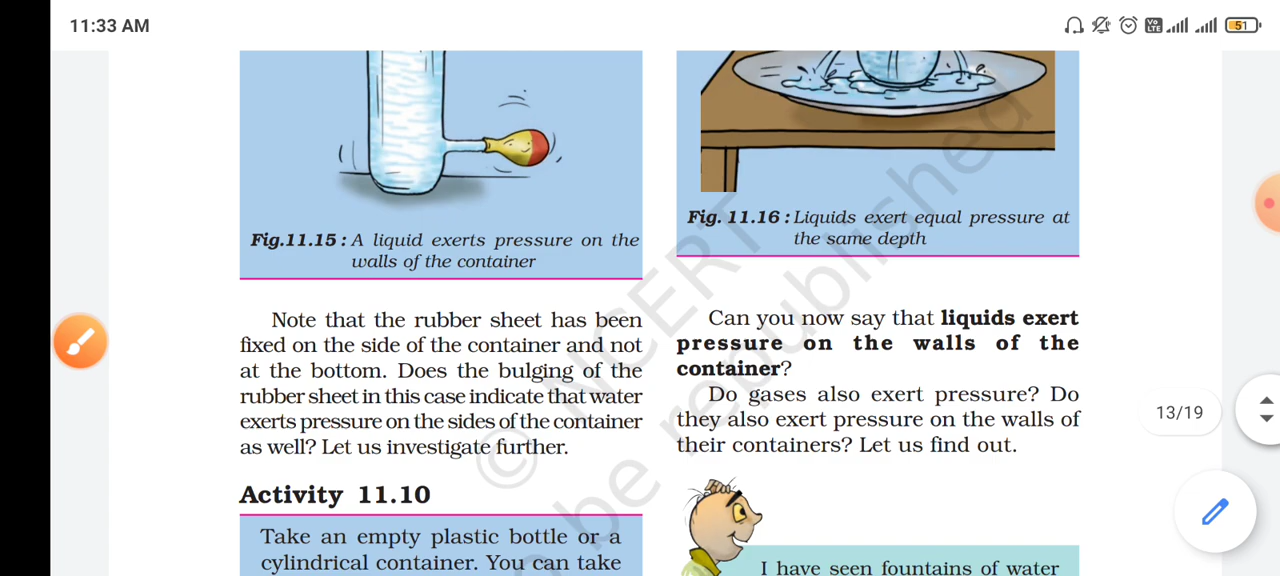 11:33 AM
Vo LTE
51
Fig.11.15 : A liquid exerts pressure on the
walls of the container
Note that the rubber sheet has been
fixed on the side of the container and not
at the bottom. Does the bulging of the
rubber sheet in this case indicate that water
exerts pressure on the sides of the container
as well? Let us investigate further.
Activity 11.10
Take an empty plastic bottle or a
cylindrical container. You can take
Fig. 11.16 : Liquids exert equal pressure at
the same depth
Can you now say that liquids exert
pressure on the walls of the
container?
Do gases also exert pressure? Do
they also exert pressure on the walls of
their containers? Let us find out.
I have seen fountains of water
13/19
© NCERT
be republished